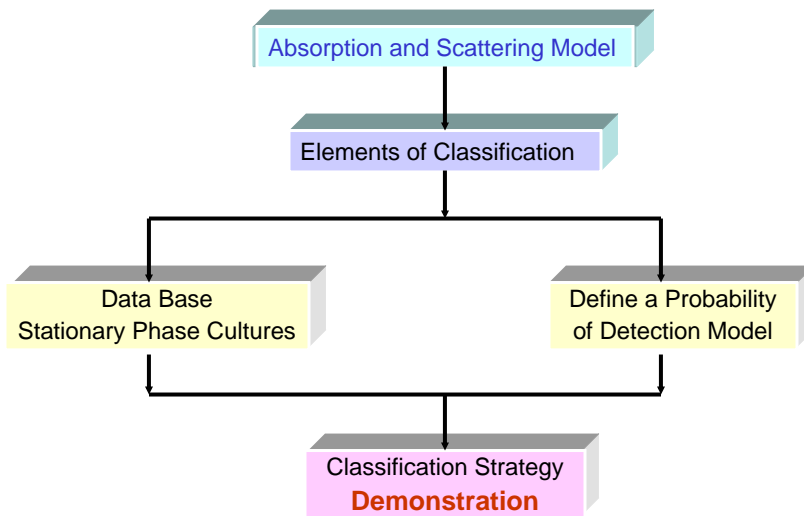 Absorption and Scattering Model
Elements of Classification
Data Base
Stationary Phase Cultures
Define a Probability
of Detection Model
Classification Strategy
Demonstration